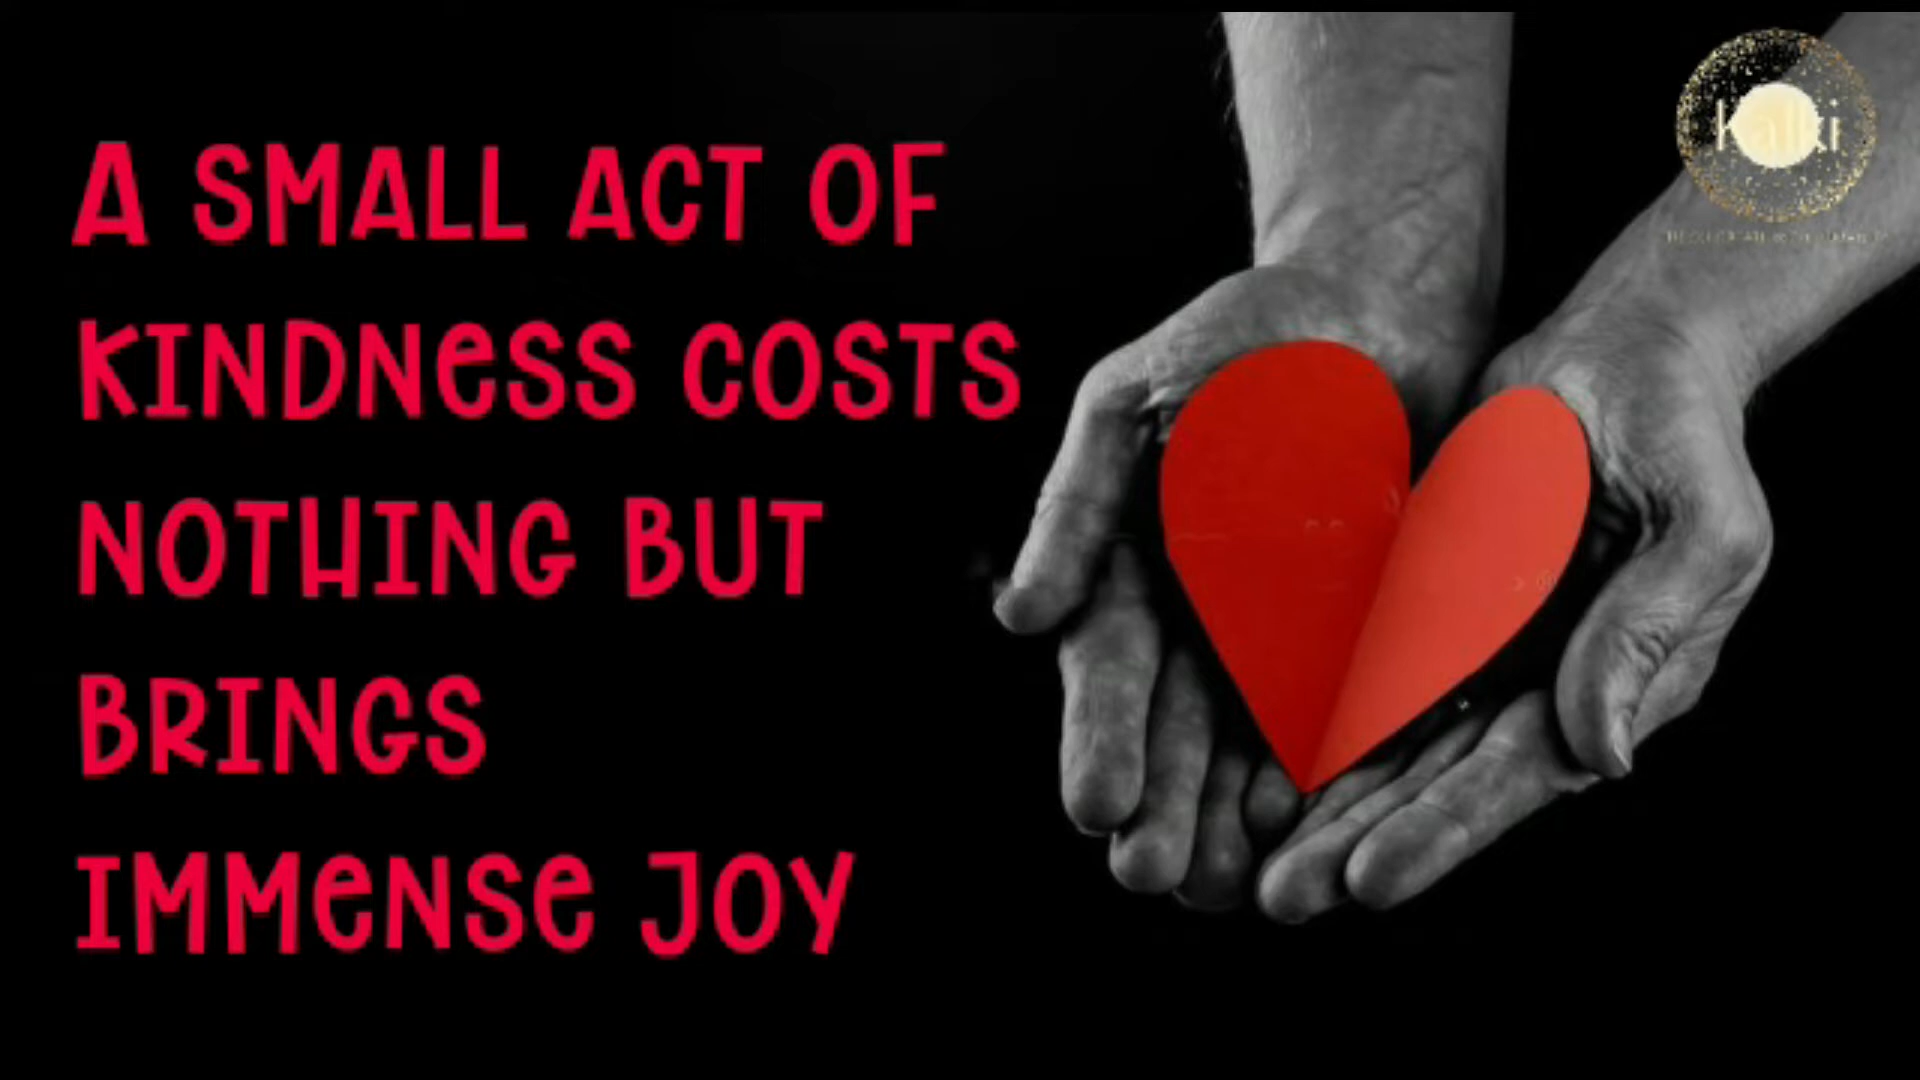 A SMALL ACT OF
KINDNeSS COSTS
NOTHING BUT
BRINGS
IMMeNSe JOY